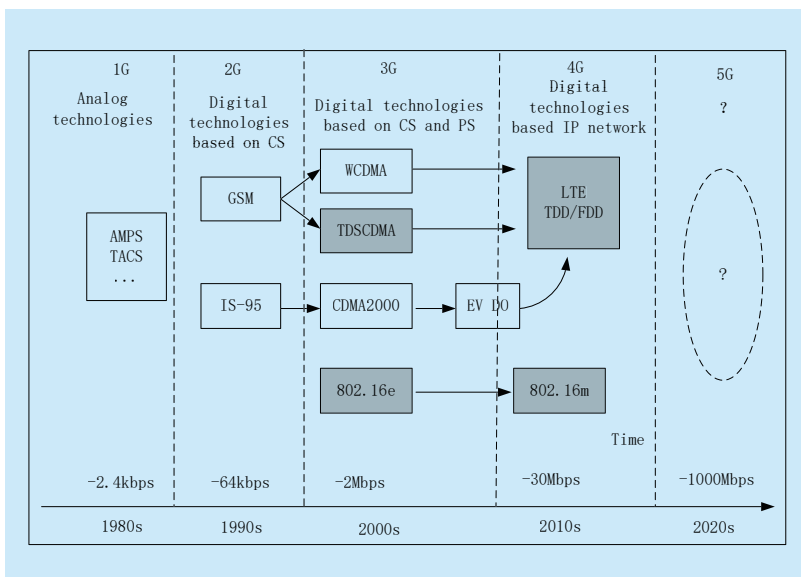 1G
Analog
technologies
AMPS
TACS
...
-2.4kbps
1980s
2G
Digital
technologies
based on CS
GSM
IS-95
-64kbps
1990s
3G
Digital technologies
based on CS and PS
WCDMA
TDSCDMA
CDMA2000
EV DO
802.16e
-2Mbps
2000s
4G
Digital
technologies
based IP network
LTE
TDD/FDD
802.16m
Time
-30Mbps
2010s
5G
?
?
-1000Mbps
2020s